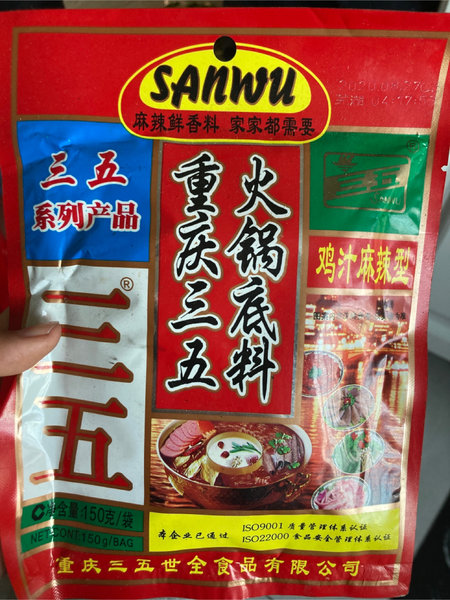 SANWU
麻辣鲜香料 家家都需要
三五
系列产品
重庆三五
火锅底料
鸡汁麻辣型
三五®
净含量:150克/袋
NET CONT:150g/BAG
本企业已通过
ISO9001 质量管理体系认证
ISO22000 食品安全管理体系认证
重庆三五世全食品有限公司